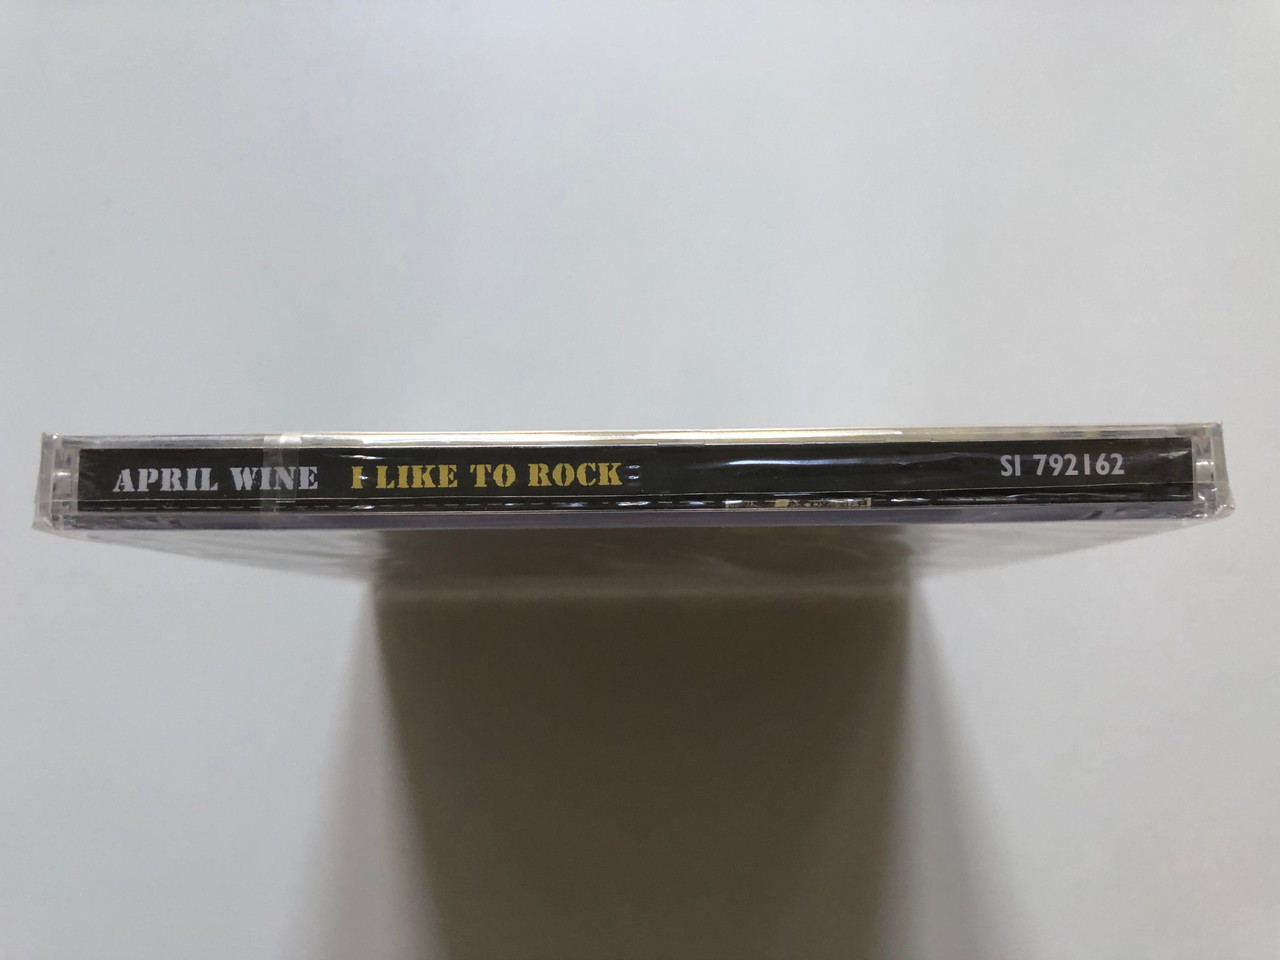 APRIL WINE I LIKE TO ROCK SI 792162